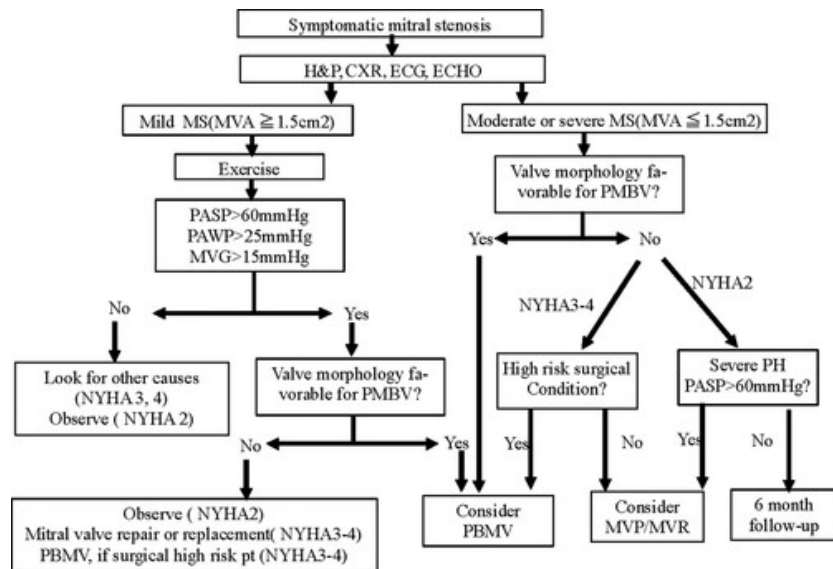 Symptomatic mitral stenosis
H&P, CXR, ECG, ECHO
Mild MS(MVA ≧ 1.5cm2)
Moderate or severe MS(MVA ≦ 1.5cm2)
Exercise
Valve morphology fa-
vorable for PMBV?
PASP>60mmHg
PAWP>25mmHg
MVG>15mmHg
Yes
No
No
Yes
NYHA3-4
NYHA2
Look for other causes
(NYHA 3, 4)
Observe ( NYHA 2)
Valve morphology fa-
vorable for PMBV?
High risk surgical
Condition?
Severe PH
PASP>60mmHg?
No
Yes
Yes
No
Yes
No
Observe ( NYHA2)
Mitral valve repair or replacement( NYHA3-4)
PBMV, if surgical high risk pt (NYHA3-4)
Consider
PBMV
Consider
MVP/MVR
6 month
follow-up